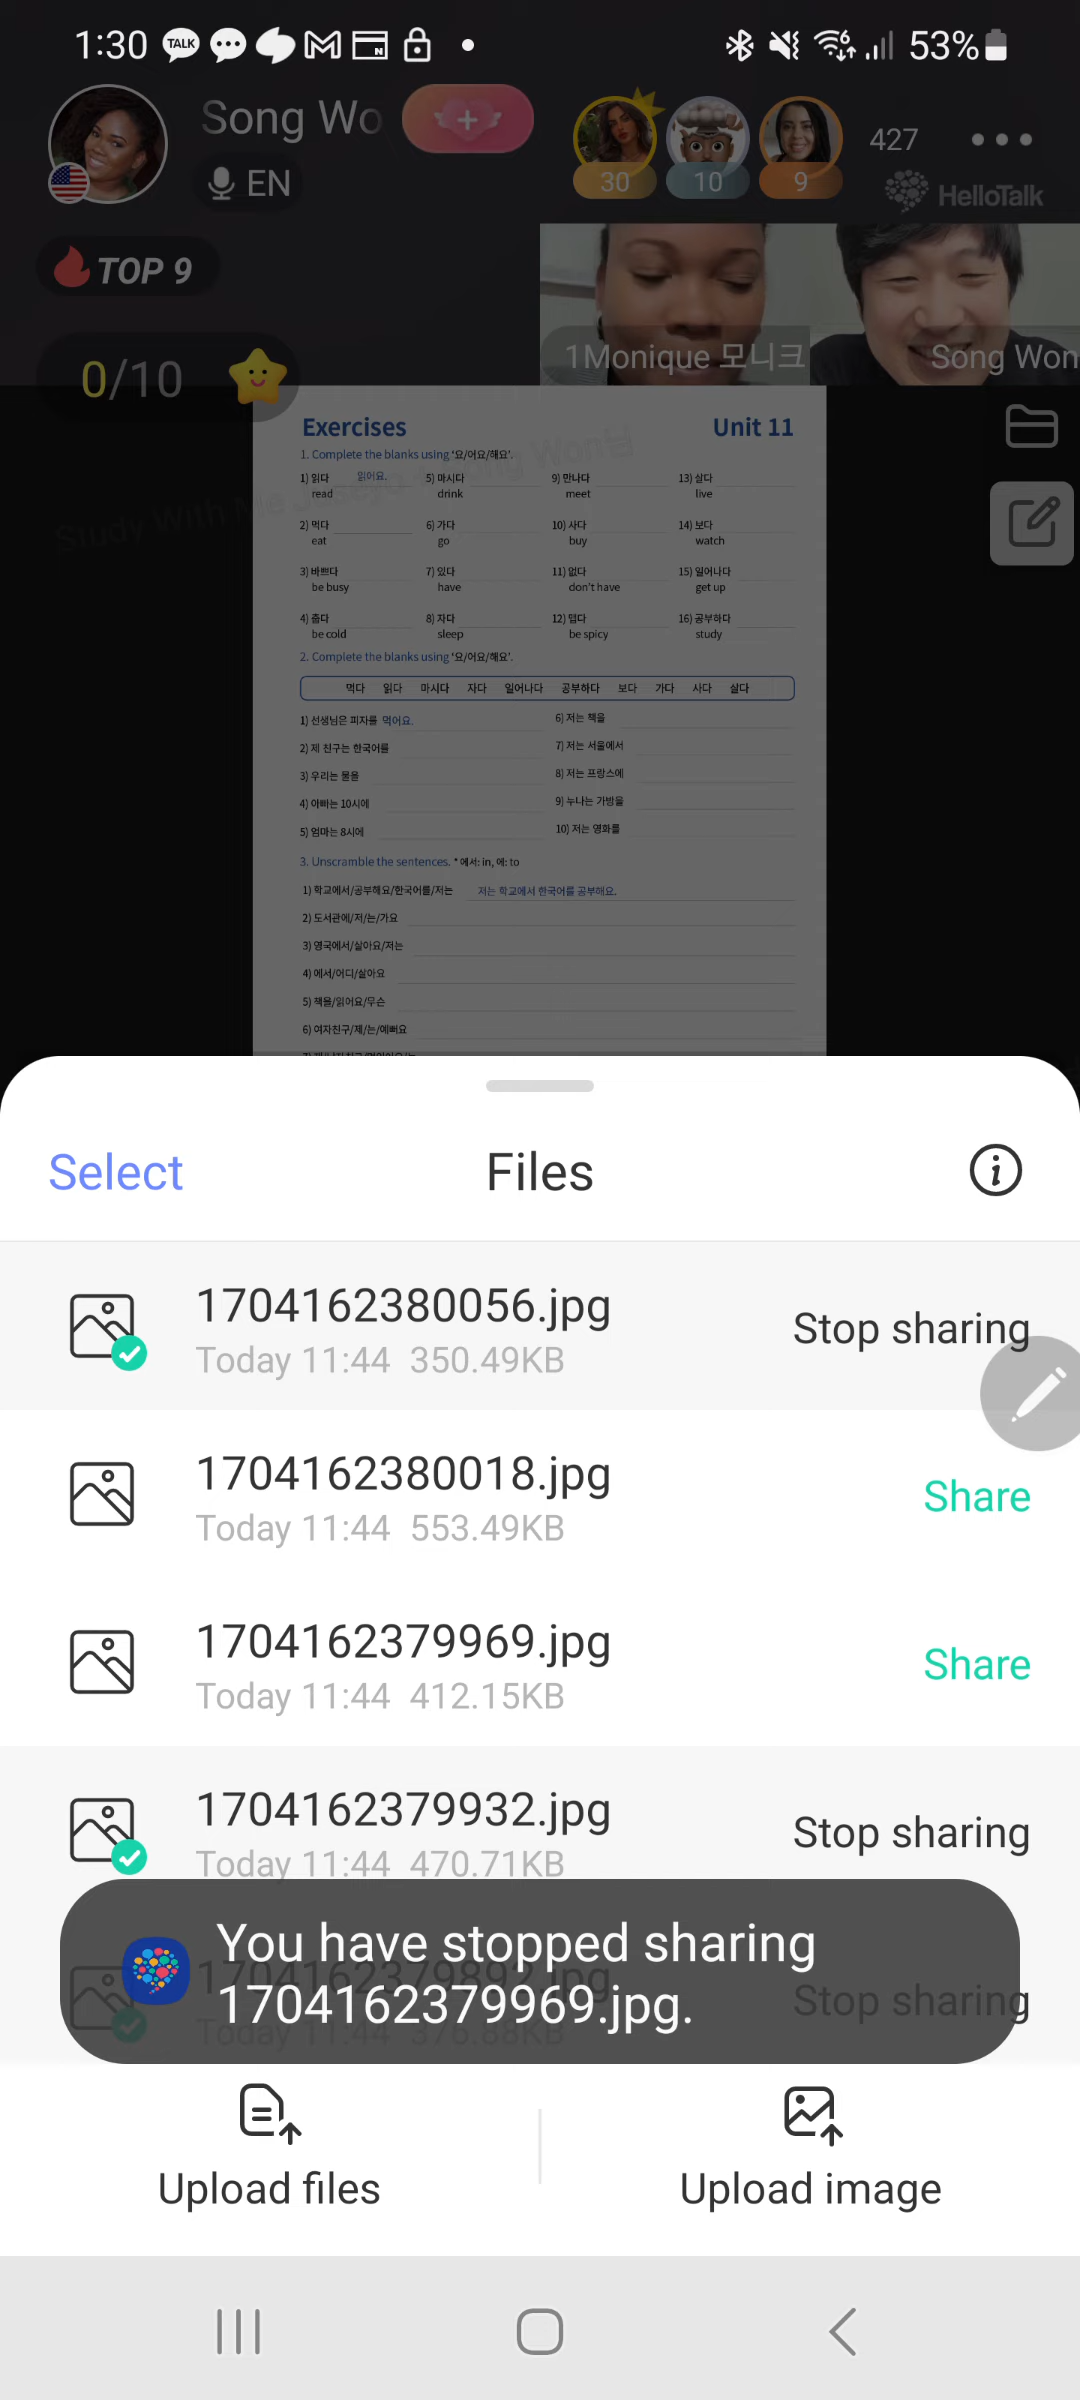 1:30 TALK 53%
Song Wo
EN
30 10 9 427
HelloTalk
TOP 9
0/10
1Monique 모니크 Song Won
Exercises Unit 11
1. Complete the blanks using '요/어요/해요'.
1) 읽다 읽어요. 5) 마시다 9) 만나다 13) 살다
read drink meet live
2) 먹다 6) 가다 10) 사다 14) 보다
eat go buy watch
3) 바쁘다 7) 있다 11) 없다 15) 일어나다
be busy have don't have get up
4) 춥다 8) 자다 12) 맵다 16) 공부하다
be cold sleep be spicy study
2. Complete the blanks using '요/어요/해요'.
먹다 읽다 마시다 자다 일어나다 공부하다 보다 가다 사다 살다
1) 선생님은 피자를 먹어요. 6) 저는 책을
2) 제 친구는 한국어를 7) 저는 서울에서
3) 우리는 물을 8) 저는 프랑스에
4) 아빠는 10시에 9) 누나는 가방을
5) 엄마는 8시에 10) 저는 영화를
3. Unscramble the sentences. * 에서: in, 에: to
1) 학교에서/공부해요/한국어를/저는 저는 학교에서 한국어를 공부해요.
2) 도서관에/저/는/가요
3) 영국에서/살아요/저는
4) 에서/어디/살아요
5) 책을/읽어요/무슨
6) 여자친구/제/는/예뻐요
Study With Me
Select Files
1704162380056.jpg Stop sharing
Today 11:44 350.49KB
1704162380018.jpg Share
Today 11:44 553.49KB
1704162379969.jpg Share
Today 11:44 412.15KB
1704162379932.jpg Stop sharing
Today 11:44 470.71KB
1704162379892.jpg Stop sharing
Today 11:44 376.88KB
You have stopped sharing
1704162379969.jpg.
Upload files Upload image